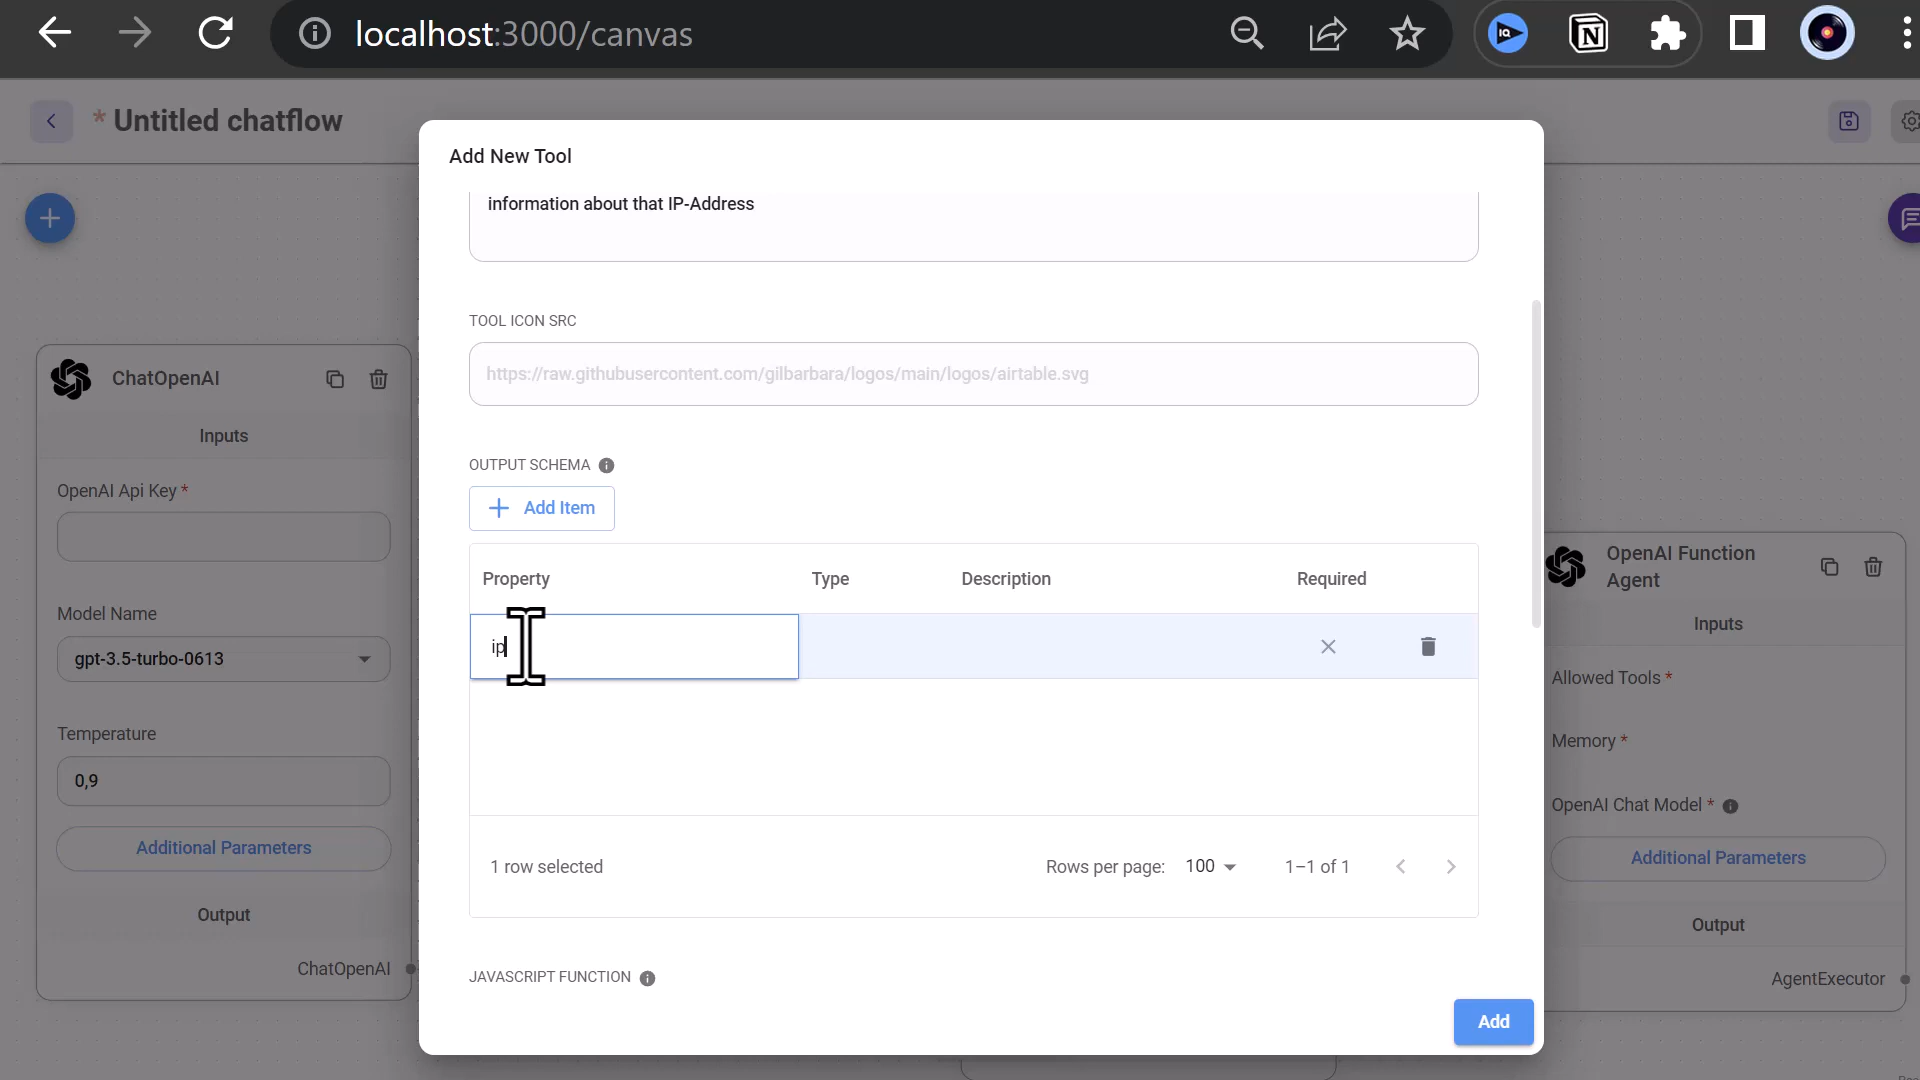 localhost:3000/canvas
IQ
N
* Untitled chatflow
Add New Tool
information about that IP-Address
TOOL ICON SRC
https://raw.githubusercontent.com/gilbarbara/logos/main/logos/airtable.svg
OUTPUT SCHEMA
Add Item
Property Type Description Required
ip
1 row selected
Rows per page: 100 1–1 of 1
JAVASCRIPT FUNCTION
Add
ChatOpenAI
Inputs
OpenAI Api Key *
Model Name
gpt-3.5-turbo-0613
Temperature
0,9
Additional Parameters
Output
ChatOpenAI
OpenAI Function
Agent
Inputs
Allowed Tools *
Memory *
OpenAI Chat Model *
Additional Parameters
Output
AgentExecutor